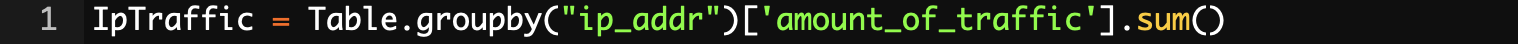 1 IpTraffic = Table.groupby("ip_addr")['amount_of_traffic'].sum()